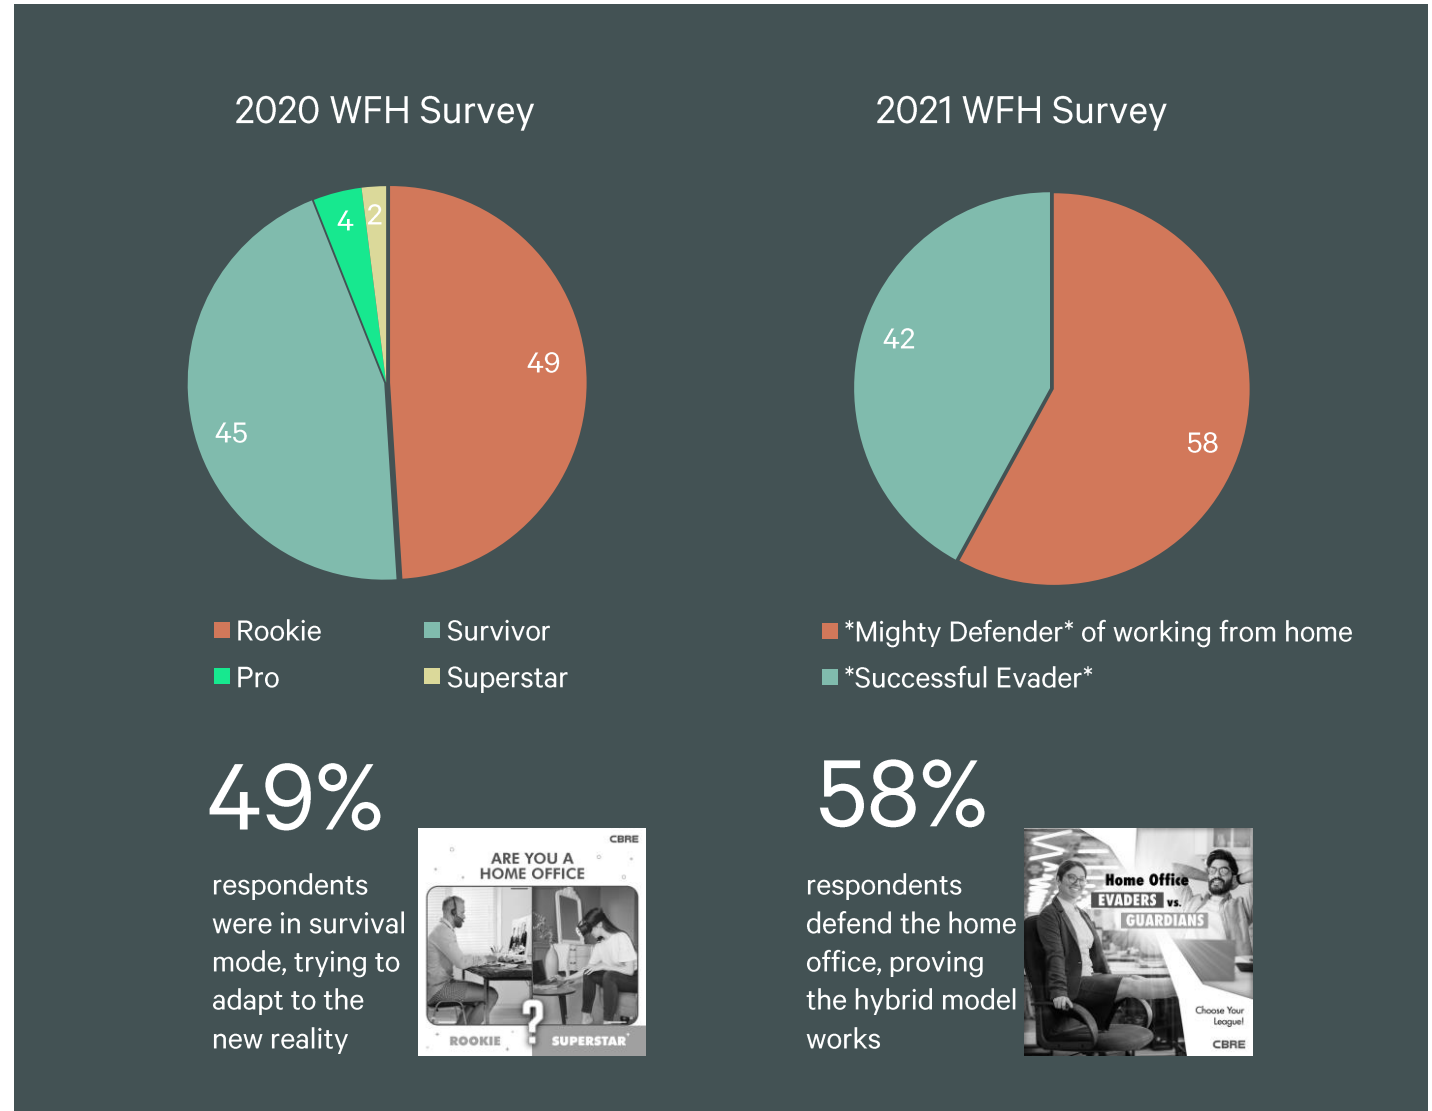 2020 WFH Survey
4
2
49
45
Rookie
Survivor
Pro
Superstar
49%
respondents
were in survival
mode, trying to
adapt to the
new reality
CBRE
ARE YOU A
HOME OFFICE
?
ROOKIE
SUPERSTAR
2021 WFH Survey
42
58
*Mighty Defender* of working from home
*Successful Evader*
58%
respondents
defend the home
office, proving
the hybrid model
works
Home Office
EVADERS vs.
GUARDIANS
Choose Your
League!
CBRE